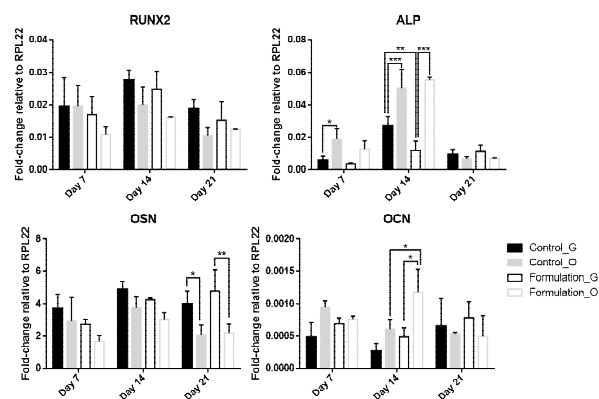 RUNX2
Fold-change relative to RPL22
0.04
0.03
0.02
0.01
0.00
Day 7
Day 14
Day 21
ALP
Fold-change relative to RPL22
0.08
0.06
0.04
0.02
0.00
*
**
***
***
Day 7
Day 14
Day 21
OSN
Fold-change relative to RPL22
8
6
4
2
0
*
**
Day 7
Day 14
Day 21
OCN
Fold-change relative to RPL22
0.0020
0.0015
0.0010
0.0005
0.0000
*
*
Day 7
Day 14
Day 21
Control_G
Control_O
Formulation_G
Formulation_O